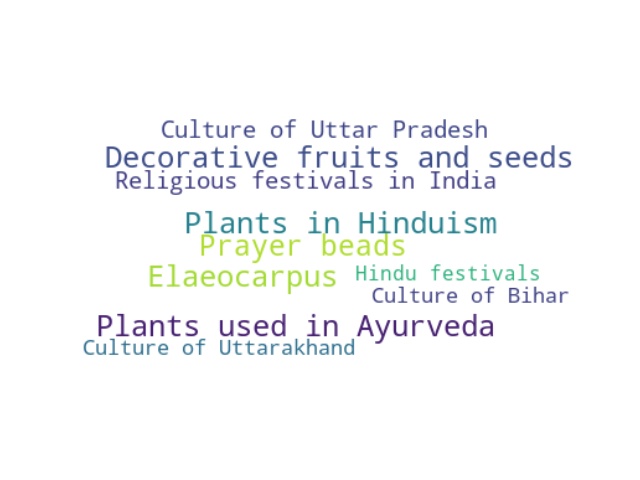 Culture of Uttar Pradesh
Decorative fruits and seeds
Religious festivals in India
Plants in Hinduism
Prayer beads
Elaeocarpus
Hindu festivals
Culture of Bihar
Plants used in Ayurveda
Culture of Uttarakhand